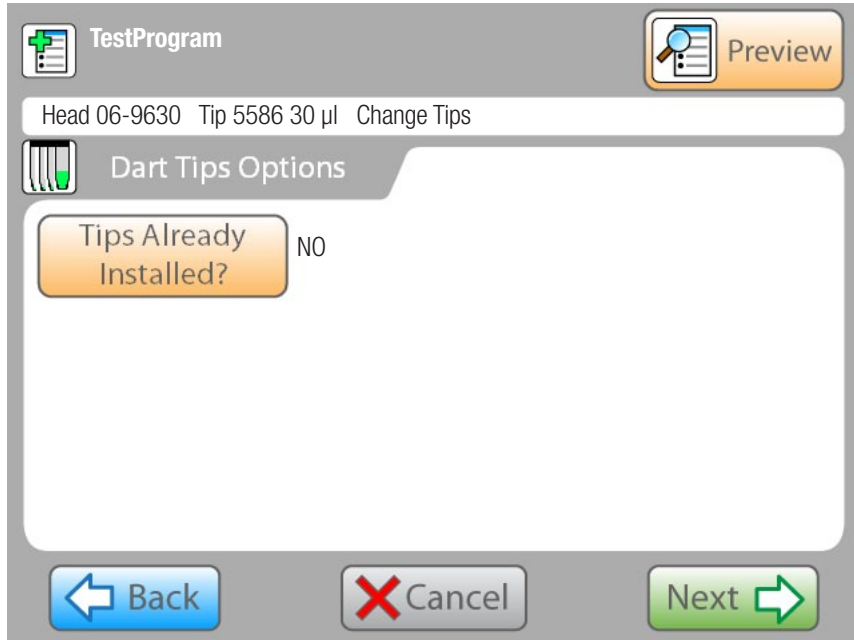 TestProgram
Preview
Head 06-9630 Tip 5586 30 µl Change Tips
Dart Tips Options
Tips Already
Installed?
NO
Back
Cancel
Next